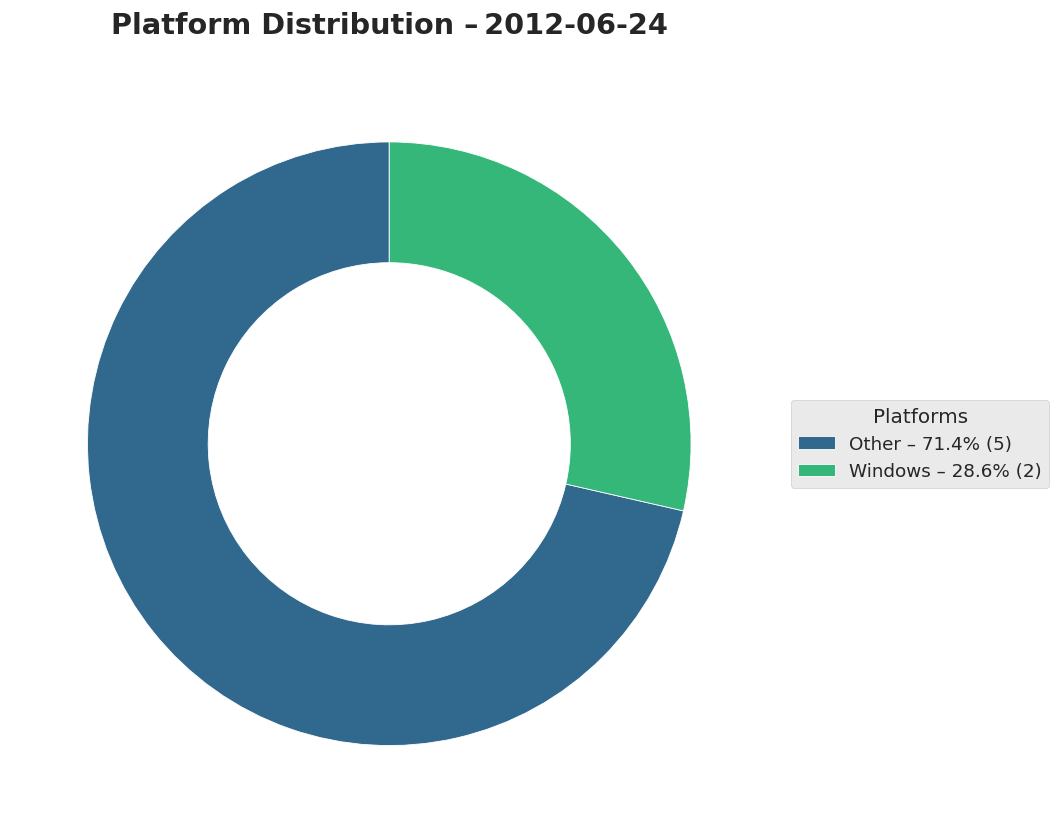 Platform Distribution – 2012-06-24
Platforms
Other – 71.4% (5)
Windows – 28.6% (2)